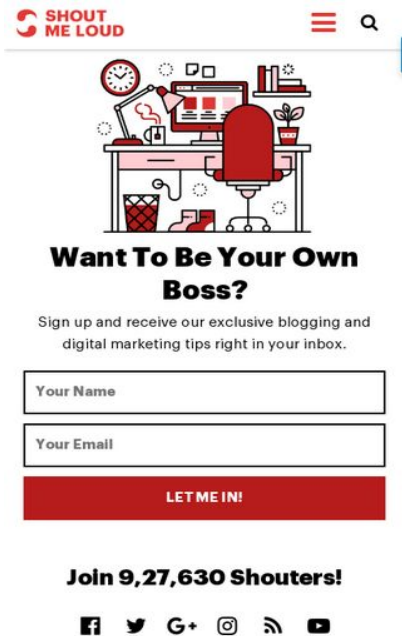 SHOUT
ME LOUD
Want To Be Your Own
Boss?
Sign up and receive our exclusive blogging and
digital marketing tips right in your inbox.
Your Name
Your Email
LET ME IN!
Join 9,27,630 Shouters!
G+